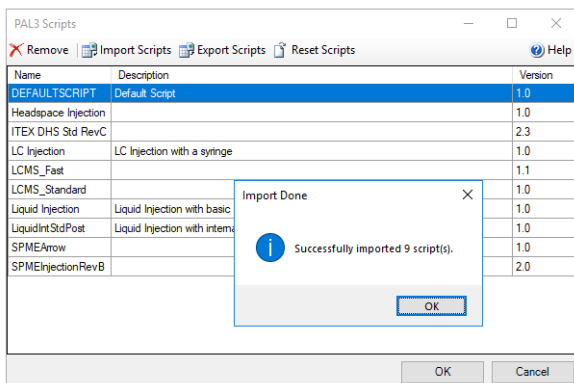 PAL3 Scripts
Remove Import Scripts Export Scripts Reset Scripts Help
Name Description Version
DEFAULTSCRIPT Default Script 1.0
Headspace Injection 1.0
ITEX DHS Std RevC 2.3
LC Injection LC Injection with a syringe 1.0
LCMS_Fast 1.1
LCMS_Standard 1.0
Liquid Injection Liquid Injection with basic 1.0
LiquidIntStdPost Liquid Injection with 1.0
SPMEArrow 1.0
SPMEInjectionRevB 2.0
Import Done
Successfully imported 9 script(s).
OK
OK Cancel